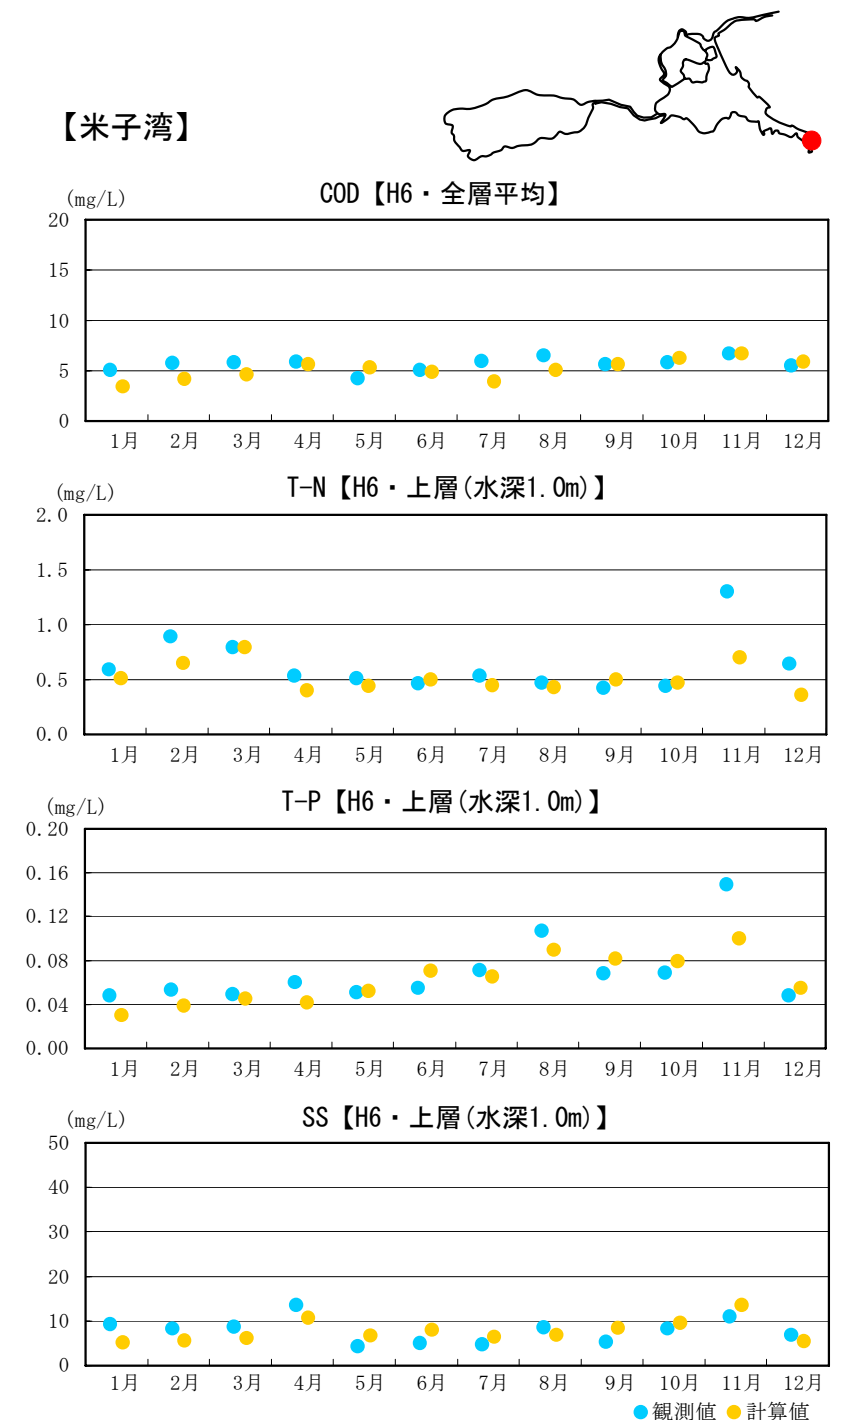 【米子湾】
(mg/L) COD【H6・全層平均】
20
15
10
5
0
1月 2月 3月 4月 5月 6月 7月 8月 9月 10月 11月 12月
(mg/L) T-N【H6・上層(水深1.0m)】
2.0
1.5
1.0
0.5
0.0
1月 2月 3月 4月 5月 6月 7月 8月 9月 10月 11月 12月
(mg/L) T-P【H6・上層(水深1.0m)】
0.20
0.16
0.12
0.08
0.04
0.00
1月 2月 3月 4月 5月 6月 7月 8月 9月 10月 11月 12月
(mg/L) SS【H6・上層(水深1.0m)】
50
40
30
20
10
0
1月 2月 3月 4月 5月 6月 7月 8月 9月 10月 11月 12月
観測値 計算値